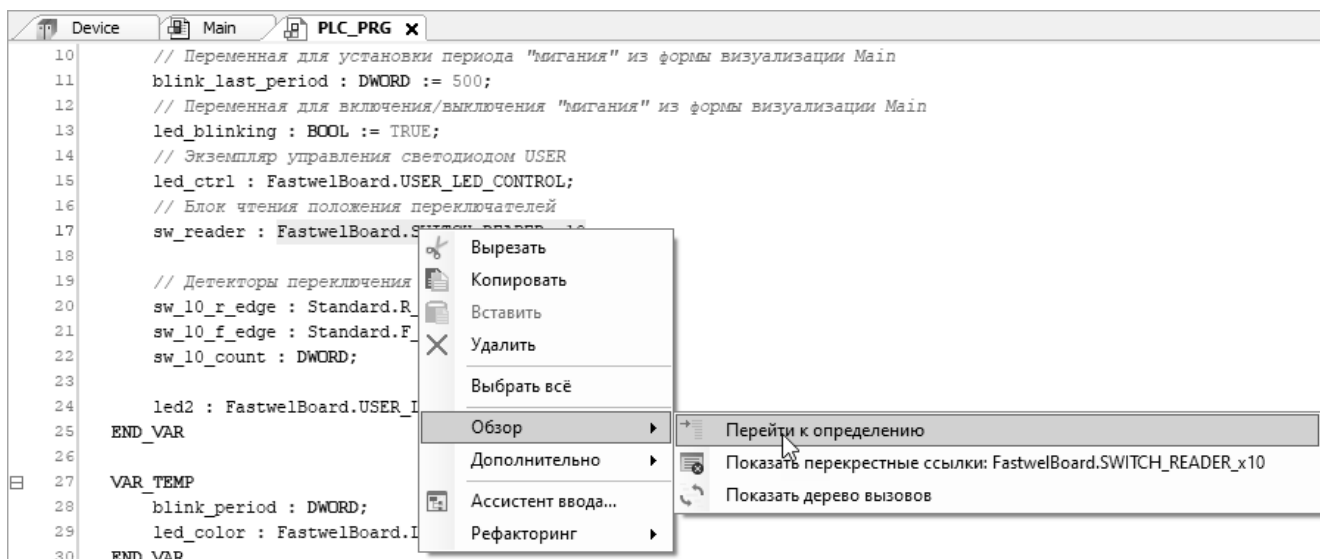 Device Main PLC_PRG
10 // Переменная для установки периода "мигания" из формы визуализации Main
11 blink_last_period : DWORD := 500;
12 // Переменная для включения/выключения "мигания" из формы визуализации Main
13 led_blinking : BOOL := TRUE;
14 // Экземпляр управления светодиодом USER
15 led_ctrl : FastwelBoard.USER_LED_CONTROL;
16 // Блок чтения положения переключателей
17 sw_reader : FastwelBoard.SWITCH_READER_x10
18
19 // Детекторы переключения
20 sw_10_r_edge : Standard.R_
21 sw_10_f_edge : Standard.F_
22 sw_10_count : DWORD;
23
24 led2 : FastwelBoard.USER_L
25 END_VAR
26
27 VAR_TEMP
28 blink_period : DWORD;
29 led_color : FastwelBoard.L
30 END_VAR
Вырезать
Копировать
Вставить
Удалить
Выбрать всё
Обзор
Дополнительно
Ассистент ввода...
Рефакторинг
Перейти к определению
Показать перекрестные ссылки: FastwelBoard.SWITCH_READER_x10
Показать дерево вызовов